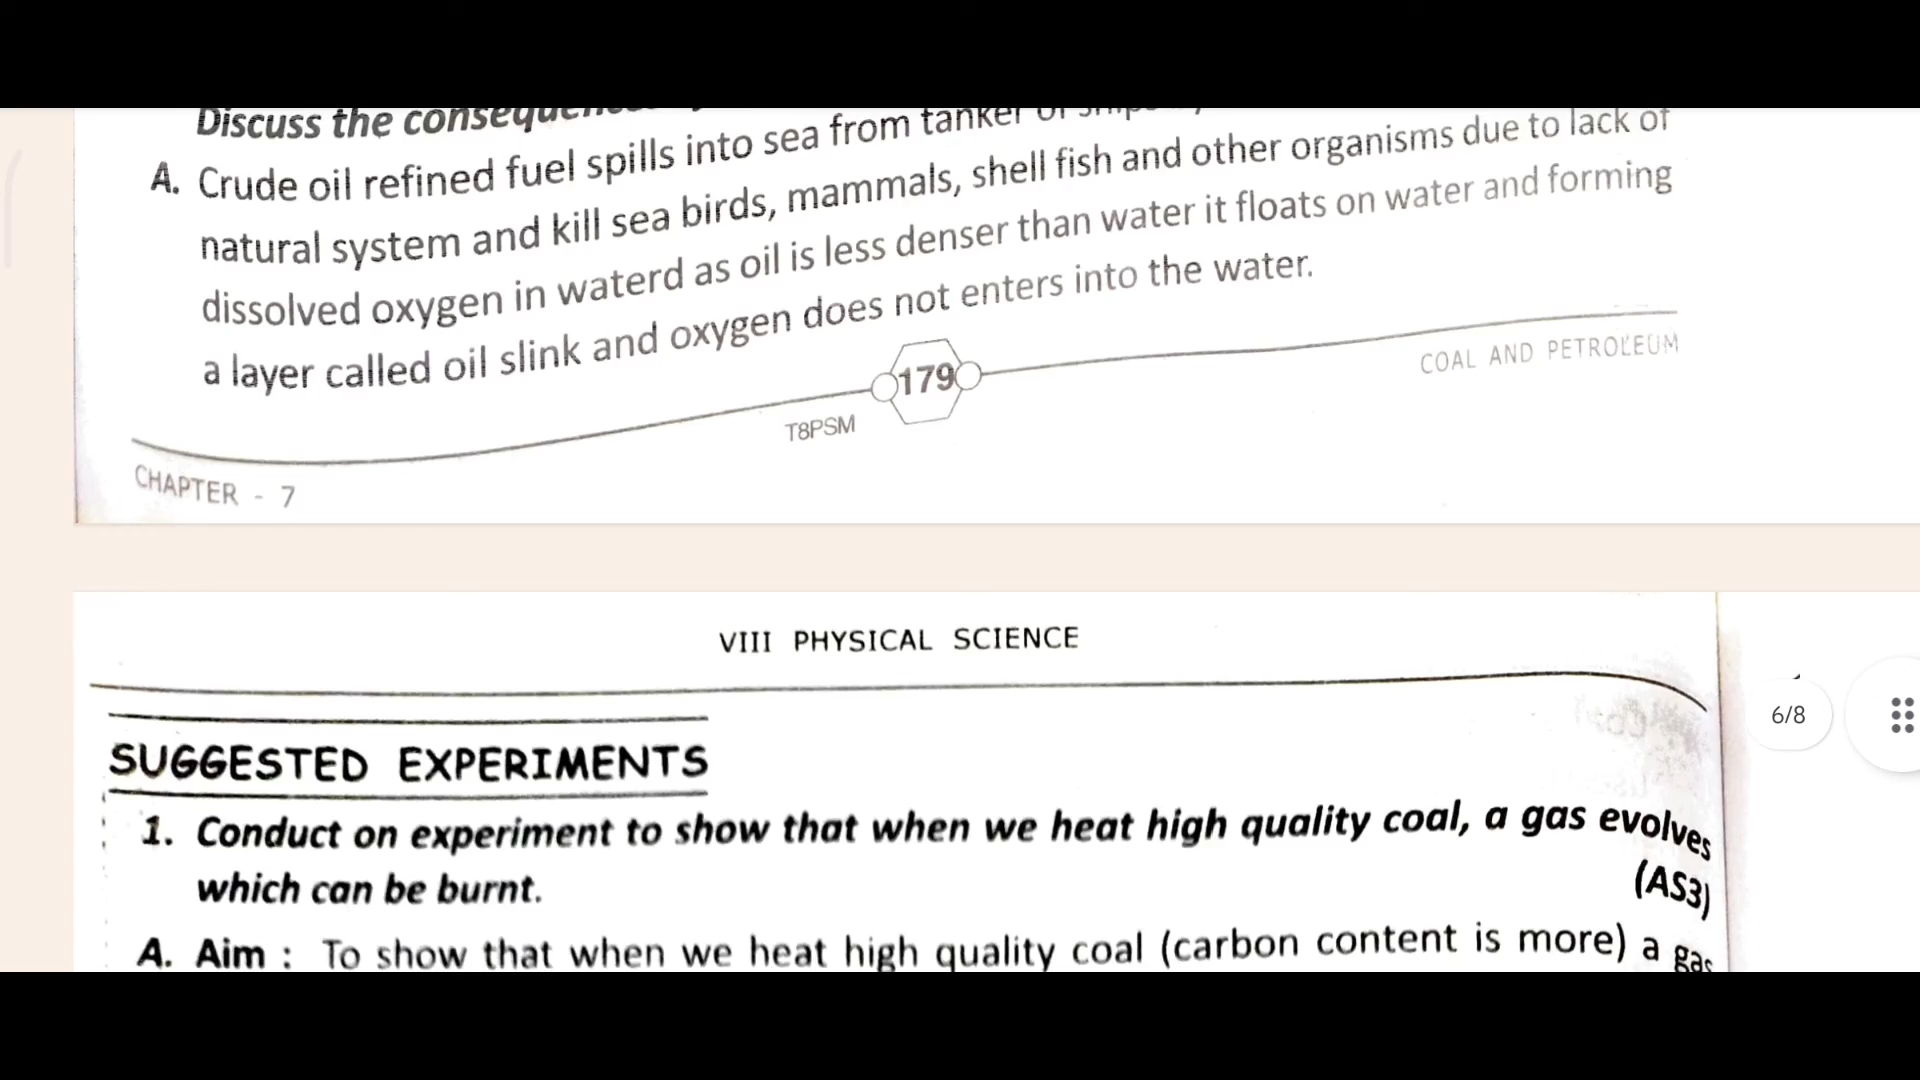 Discuss the
A. Crude oil refined fuel spills into sea from tanker or
natural system and kill sea birds, mammals, shell fish and other organisms due to lack of
dissolved oxygen in waterd as oil is less denser than water it floats on water and forming
a layer called oil slink and oxygen does not enters into the water.
179
COAL AND PETROLEUM
T8PSM
CHAPTER - 7
VIII PHYSICAL SCIENCE
6/8
SUGGESTED EXPERIMENTS
1. Conduct on experiment to show that when we heat high quality coal, a gas evolves
which can be burnt.
(AS3)
A. Aim : To show that when we heat high quality coal (carbon content is more) a gas